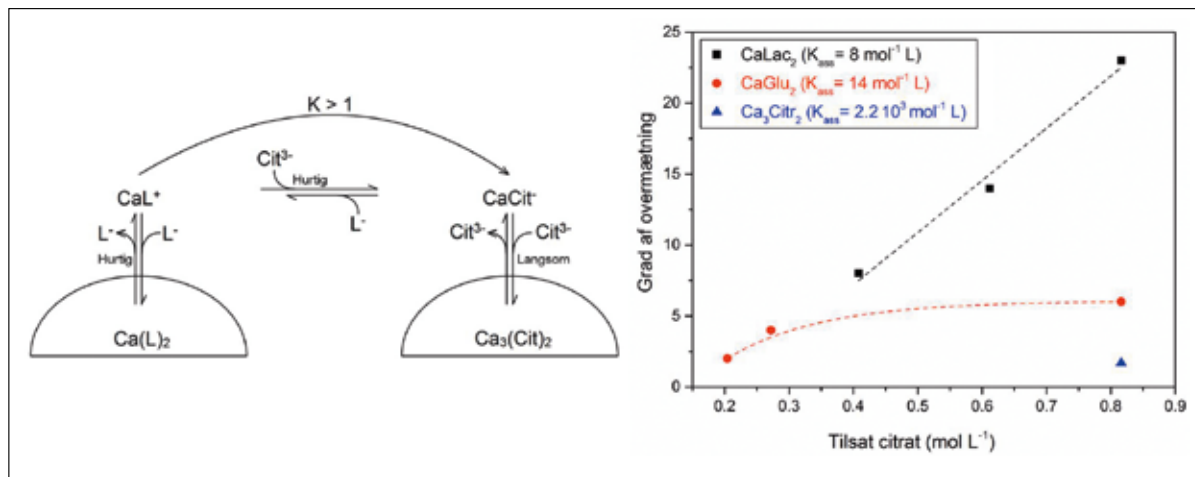 K > 1
Cit³⁻
Hurtig
L⁻
CaL⁺
CaCit⁻
L⁻
L⁻
Hurtig
Cit³⁻
Cit³⁻
Langsom
Ca(L)₂
Ca₃(Cit)₂
25
20
15
10
5
0
Grad af overmætning
CaLac₂ (Kₐₛₛ= 8 mol⁻¹ L)
CaGlu₂ (Kₐₛₛ= 14 mol⁻¹ L)
Ca₃Citr₂ (Kₐₛₛ= 2.2 10³ mol⁻¹ L)
0.2 0.3 0.4 0.5 0.6 0.7 0.8 0.9
Tilsat citrat (mol L⁻¹)